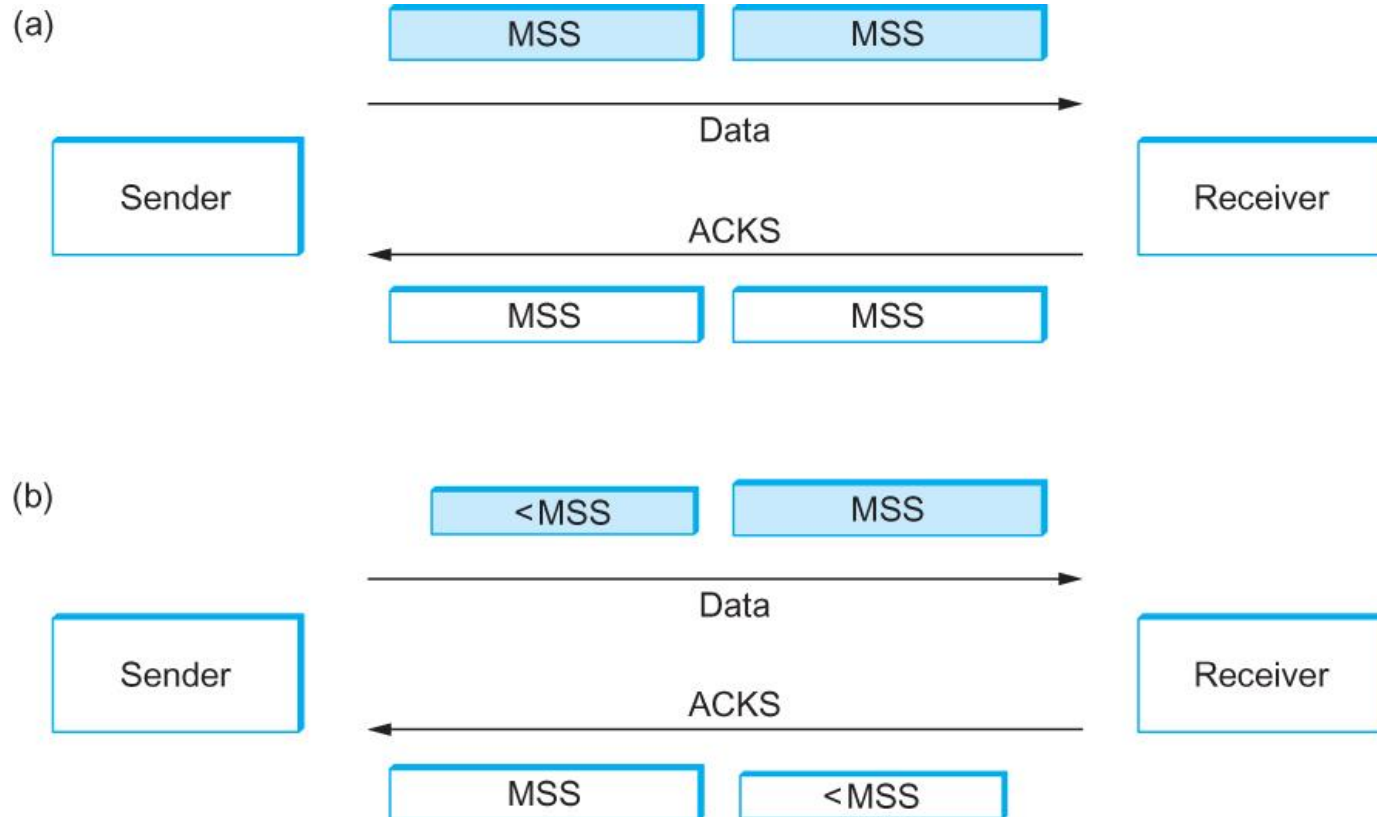 (a)
MSS MSS
Data
Sender Receiver
ACKS
MSS MSS
(b)
<MSS MSS
Data
Sender Receiver
ACKS
MSS <MSS